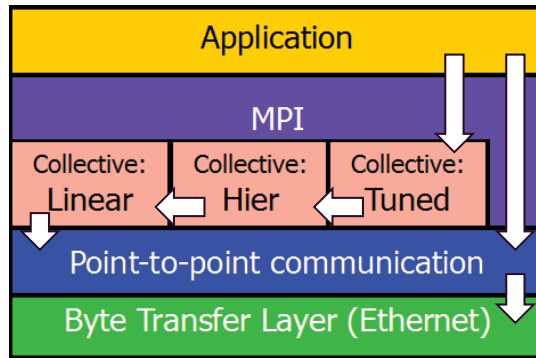 Application
MPI
Collective:
Linear
Collective:
Hier
Collective:
Tuned
Point-to-point communication
Byte Transfer Layer (Ethernet)